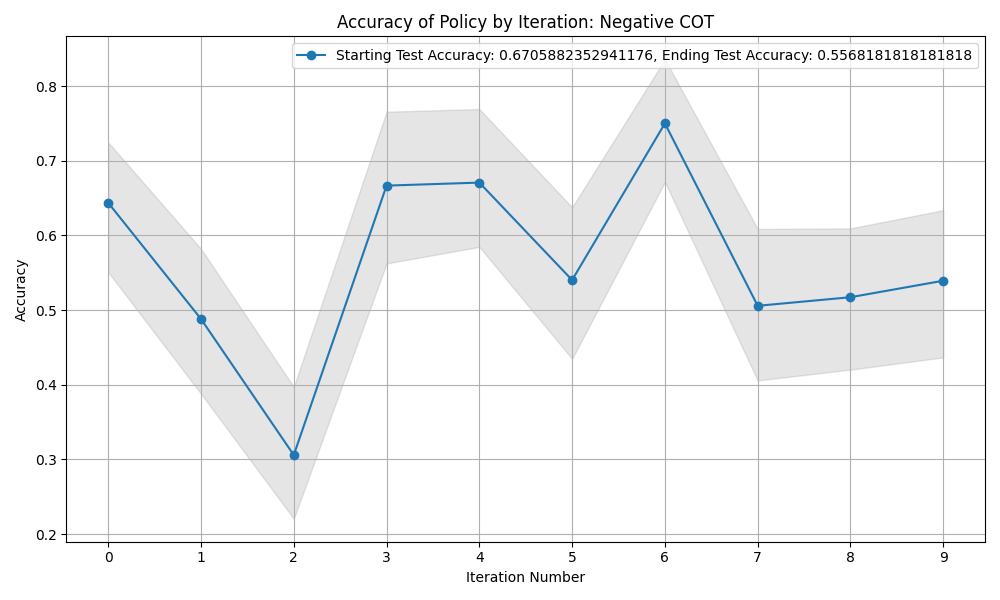 Accuracy of Policy by Iteration: Negative COT
Starting Test Accuracy: 0.6705882352941176, Ending Test Accuracy: 0.5568181818181818
Accuracy
0.8
0.7
0.6
0.5
0.4
0.3
0.2
0 1 2 3 4 5 6 7 8 9
Iteration Number